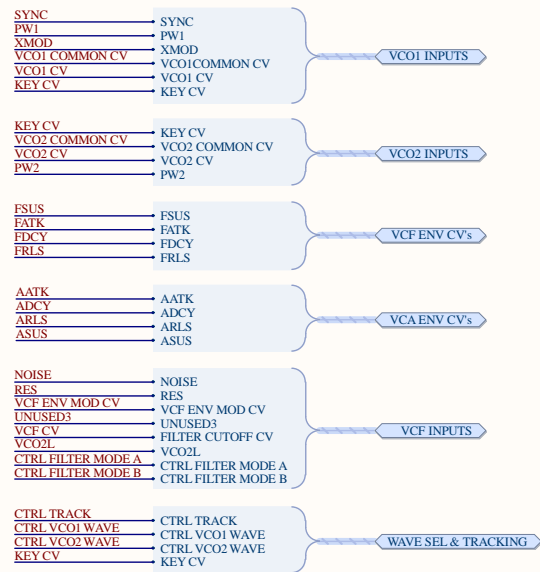 SYNC SYNC
PW1 PW1
XMOD XMOD
VCO1 COMMON CV VCO1COMMON CV VCO1 INPUTS
VCO1 CV VCO1 CV
KEY CV KEY CV
KEY CV KEY CV
VCO2 COMMON CV VCO2 COMMON CV
VCO2 CV VCO2 CV VCO2 INPUTS
PW2 PW2
FSUS FSUS
FATK FATK
FDCY FDCY VCF ENV CV's
FRLS FRLS
AATK AATK
ADCY ADCY
ARLS ARLS VCA ENV CV's
ASUS ASUS
NOISE NOISE
RES RES
VCF ENV MOD CV VCF ENV MOD CV
UNUSED3 UNUSED3 VCF INPUTS
VCF CV FILTER CUTOFF CV
VCO2L VCO2L
CTRL FILTER MODE A CTRL FILTER MODE A
CTRL FILTER MODE B CTRL FILTER MODE B
CTRL TRACK CTRL TRACK
CTRL VCO1 WAVE CTRL VCO1 WAVE
CTRL VCO2 WAVE CTRL VCO2 WAVE WAVE SEL & TRACKING
KEY CV KEY CV